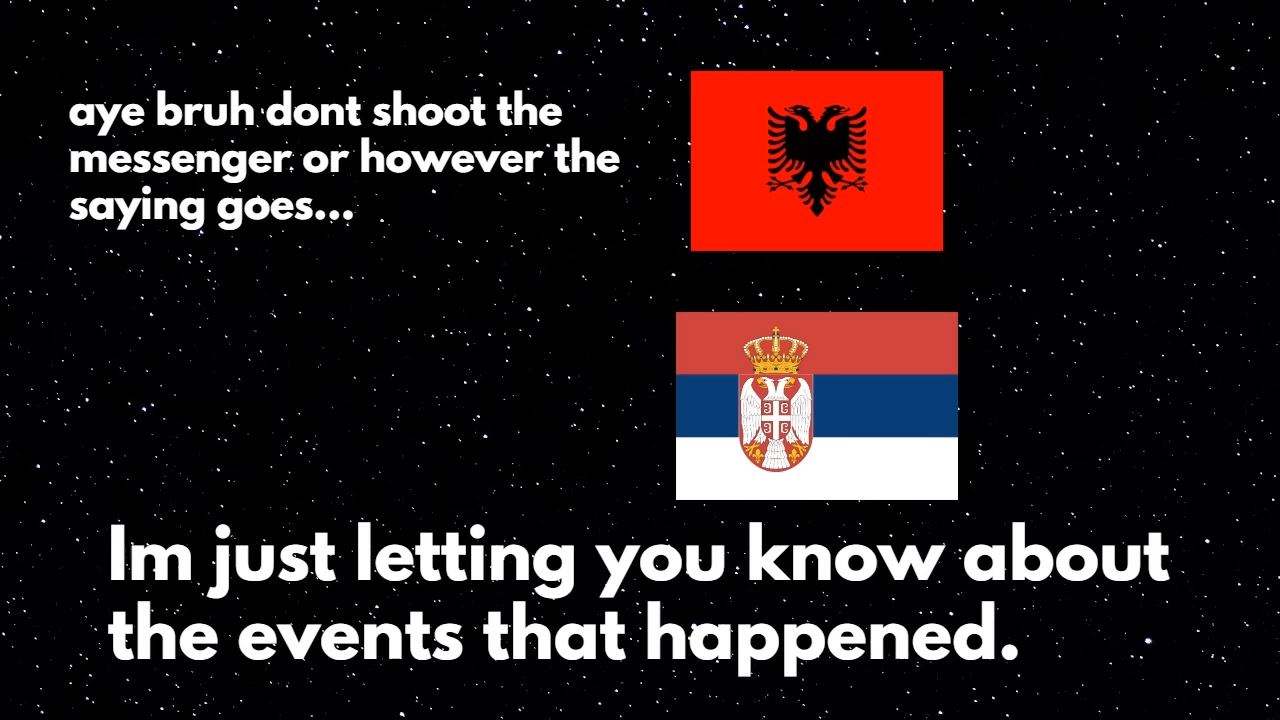 aye bruh dont shoot the
messenger or however the
saying goes...
Im just letting you know about
the events that happened.